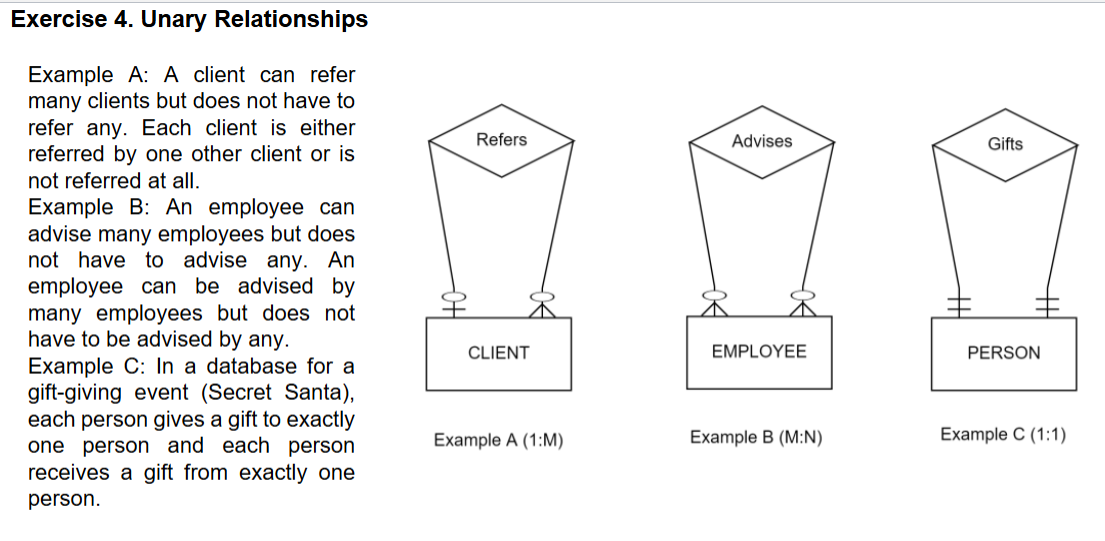 Exercise 4. Unary Relationships
Example A: A client can refer
many clients but does not have to
refer any. Each client is either
referred by one other client or is
not referred at all.
Example B: An employee can
advise many employees but does
not have to advise any. An
employee can be advised by
many employees but does not
have to be advised by any.
Example C: In a database for a
gift-giving event (Secret Santa),
each person gives a gift to exactly
one person and each person
receives a gift from exactly one
person.
Refers
CLIENT
Example A (1:M)
Advises
EMPLOYEE
Example B (M:N)
Gifts
PERSON
Example C (1:1)